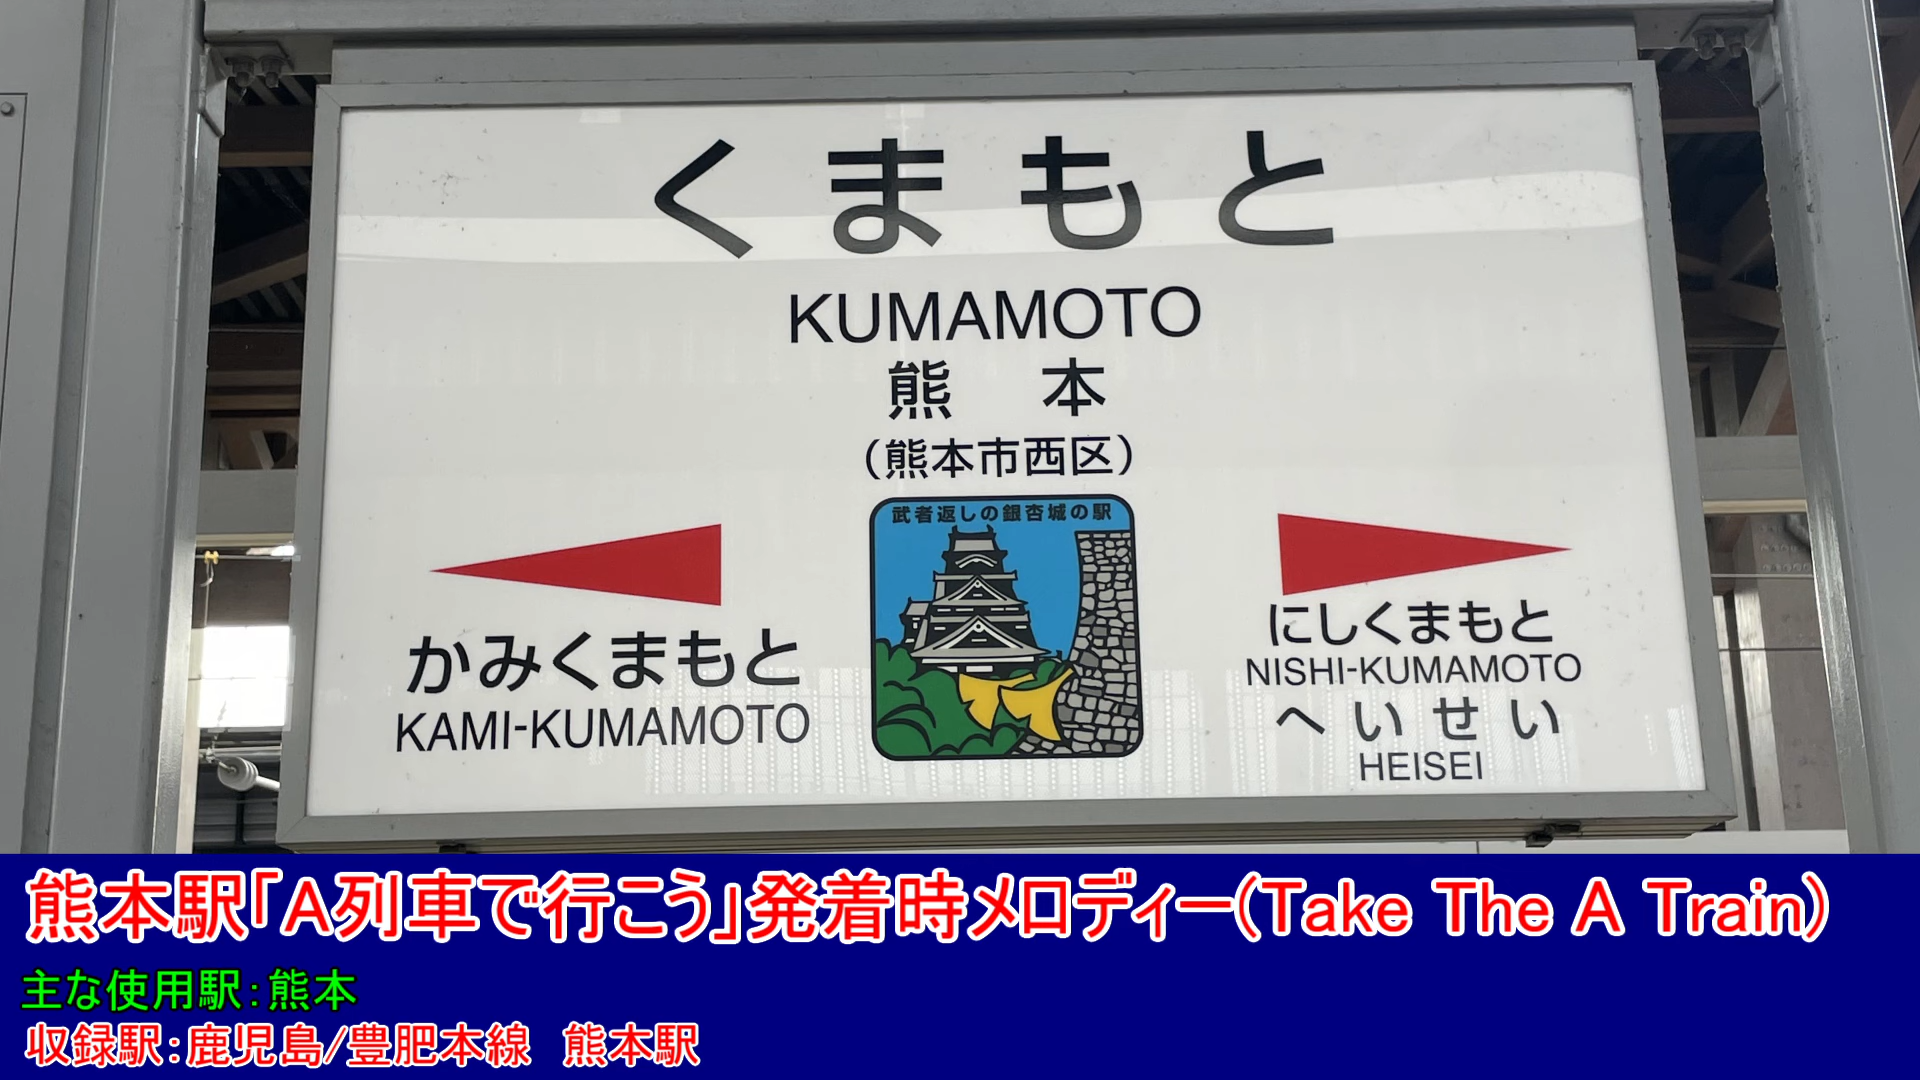 くまもと
KUMAMOTO
熊本
(熊本市西区)
武者返しの銀杏城の駅
かみくまもと
KAMI-KUMAMOTO
にしくまもと
NISHI-KUMAMOTO
へいせい
HEISEI
熊本駅「A列車で行こう」発着時メロディー(Take The A Train)
主な使用駅:熊本
収録駅:鹿児島/豊肥本線 熊本駅